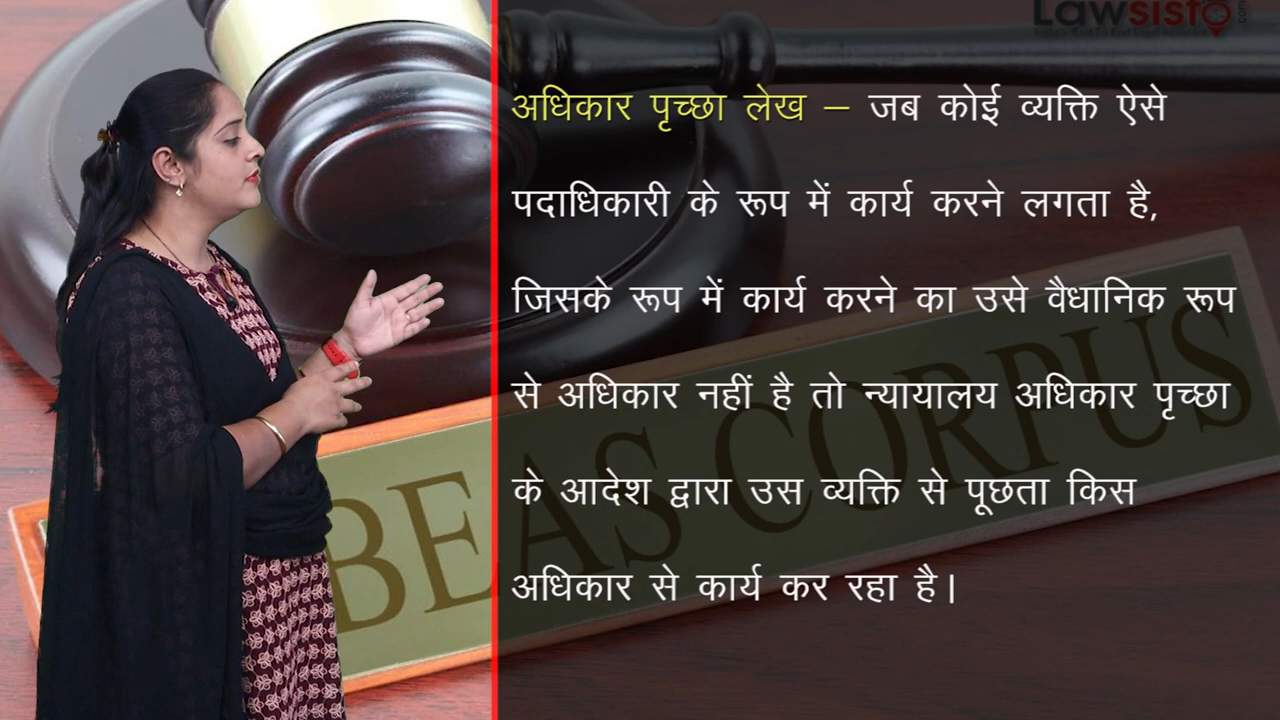 Lawsisto
.com
अधिकार पृच्छा लेख – जब कोई व्यक्ति ऐसे
पदाधिकारी के रूप में कार्य करने लगता है,
जिसके रूप में कार्य करने का उसे वैधानिक रूप
से अधिकार नहीं है तो न्यायालय अधिकार पृच्छा
के आदेश द्वारा उस व्यक्ति से पूछता किस
अधिकार से कार्य कर रहा है।
BEAS CORPUS